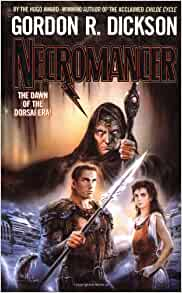 BY THE HUGO AWARD-WINNING AUTHOR OF THE ACCLAIMED CHILDE CYCLE
GORDON R. DICKSON
NECROMANCER
THE DAWN
OF THE
DORSAI ERA!